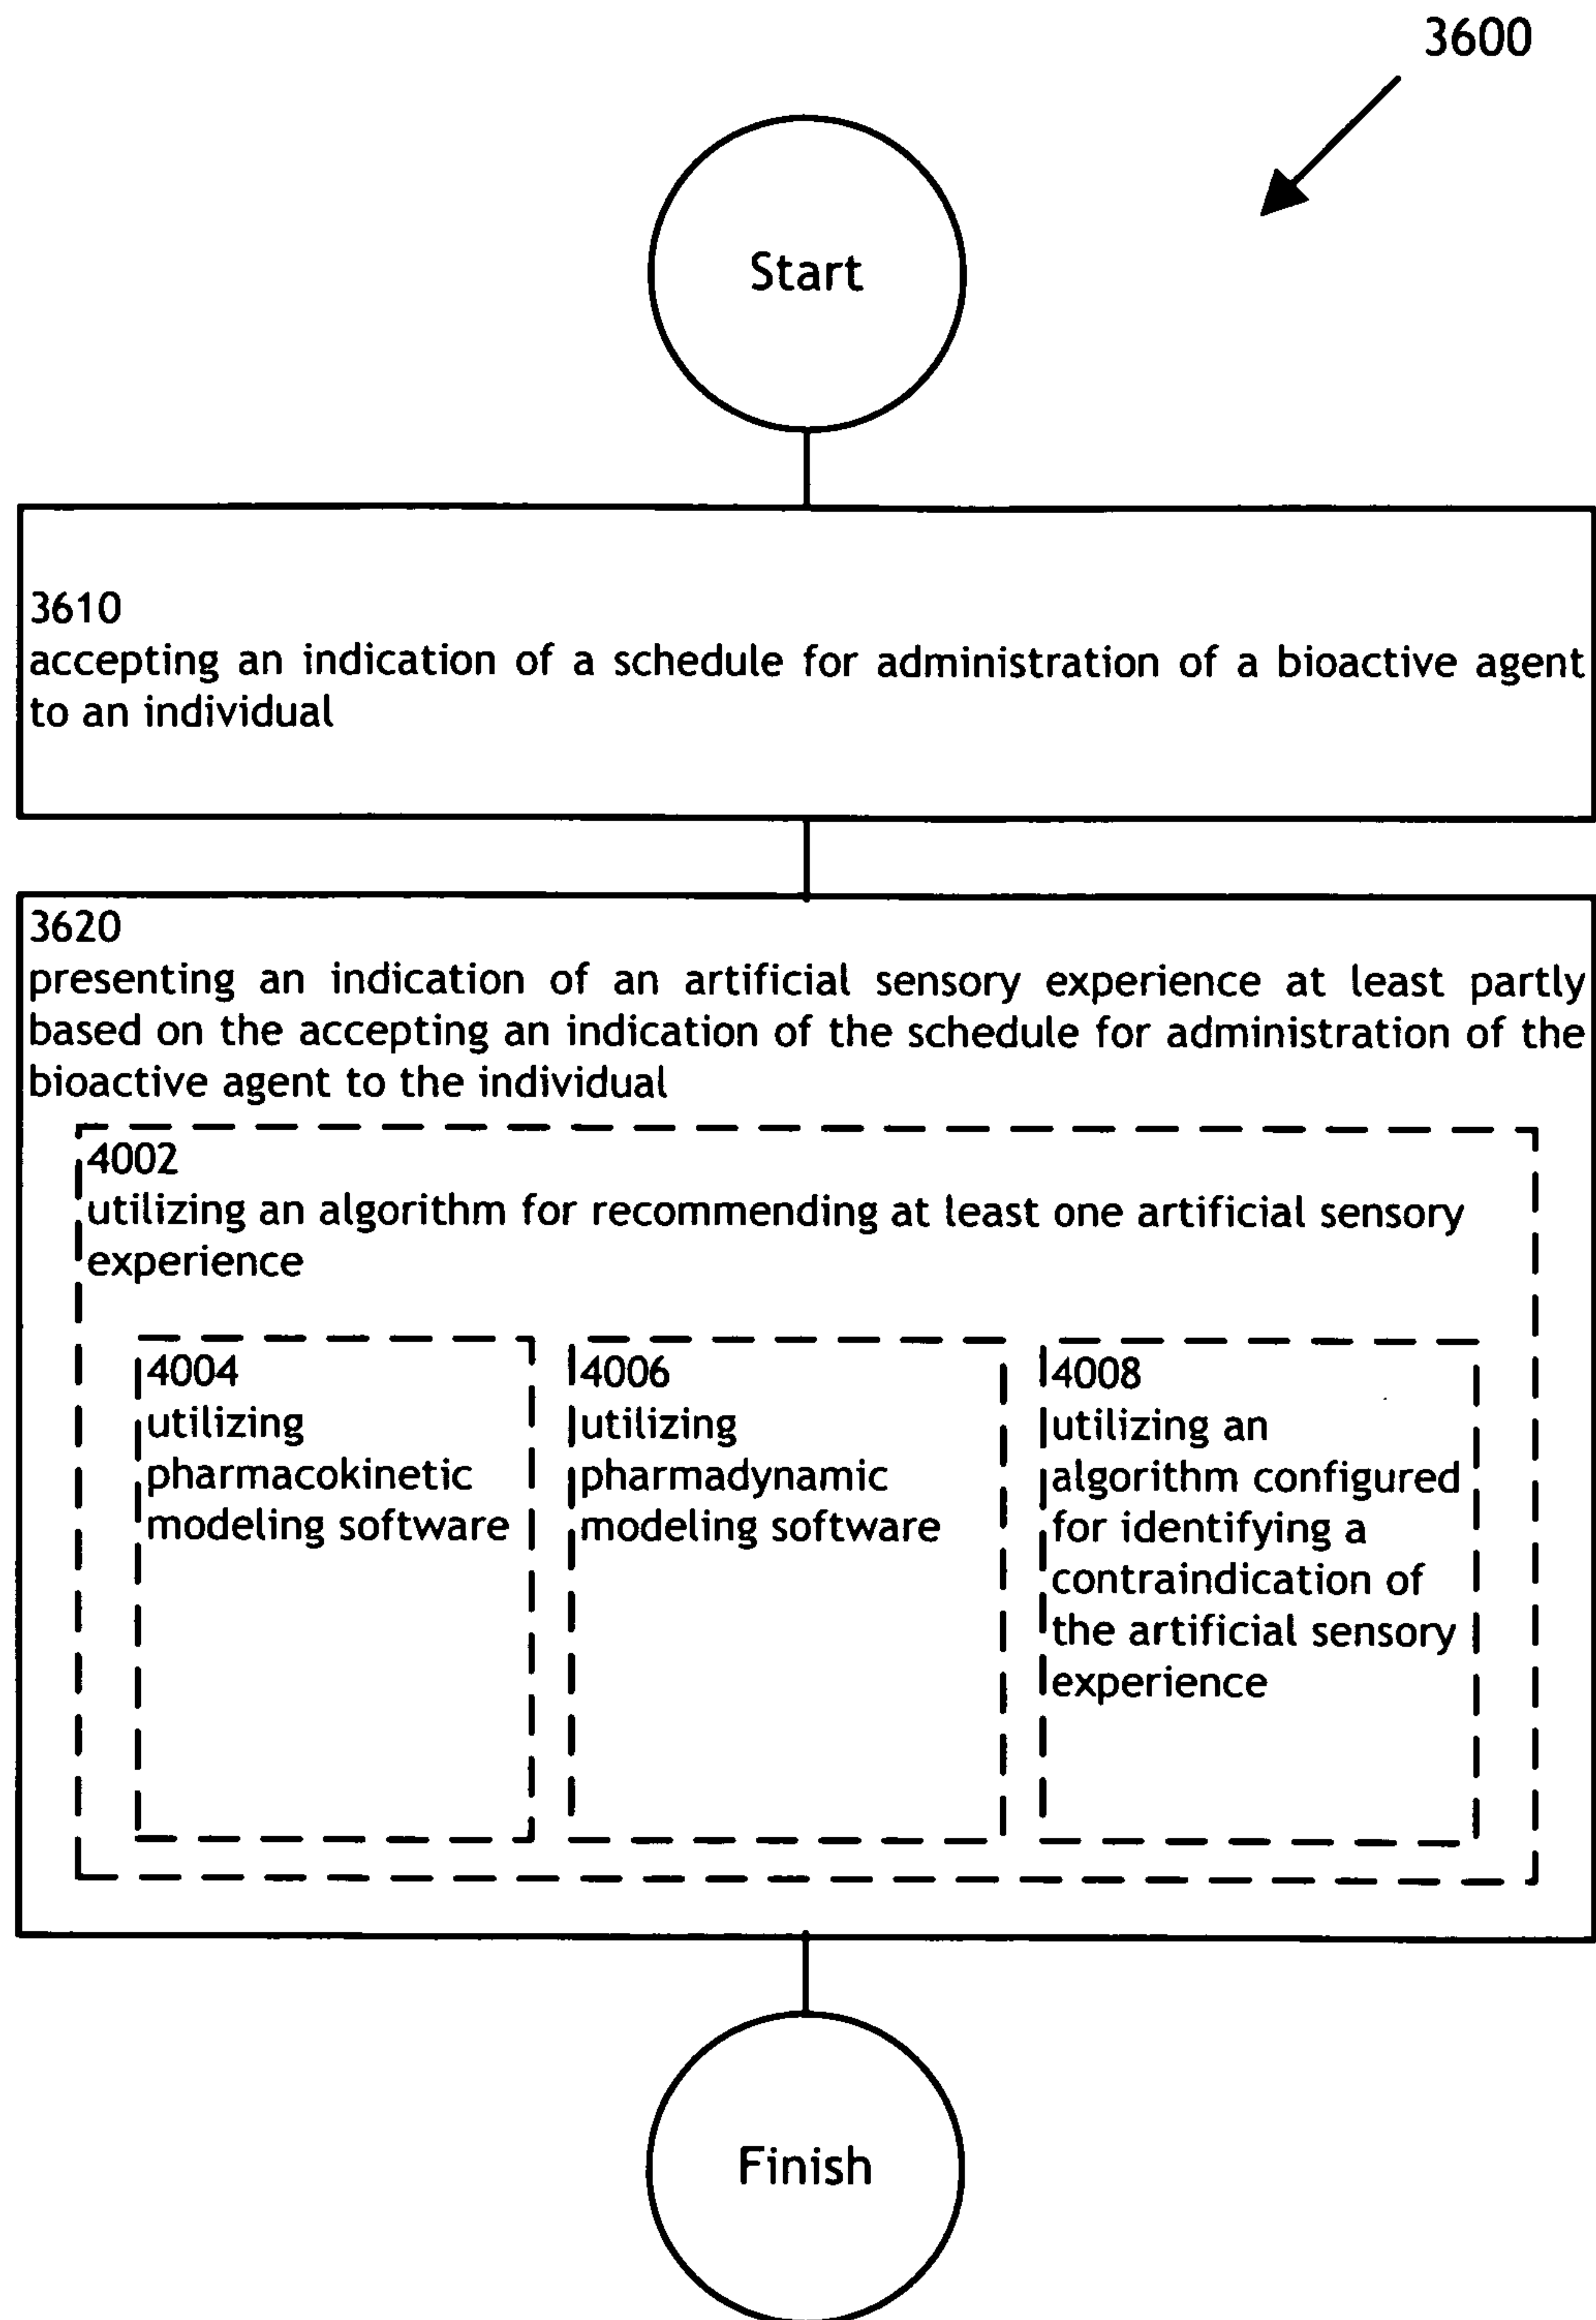 3600
Start
3610
accepting an indication of a schedule for administration of a bioactive agent
to an individual
3620
presenting an indication of an artificial sensory experience at least partly
based on the accepting an indication of the schedule for administration of the
bioactive agent to the individual
4002
utilizing an algorithm for recommending at least one artificial sensory
experience
4004
utilizing
pharmacokinetic
modeling software
4006
utilizing
pharmadynamic
modeling software
4008
utilizing an
algorithm configured
for identifying a
contraindication of
the artificial sensory
experience
Finish